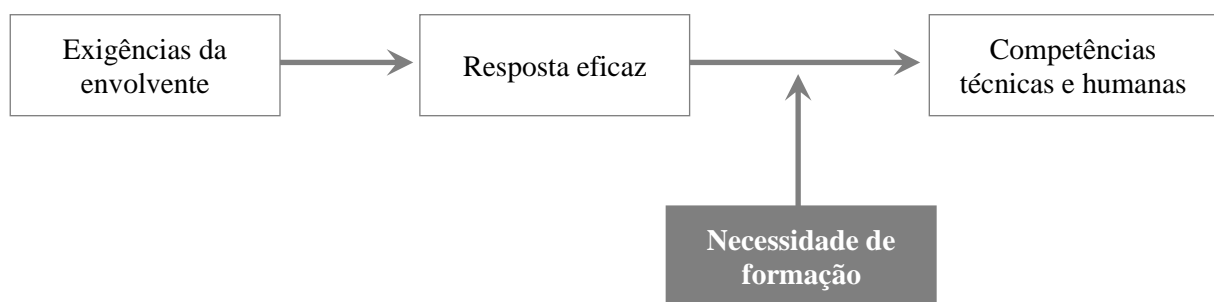 Exigências da
envolvente
Resposta eficaz
Competências
técnicas e humanas
Necessidade de
formação